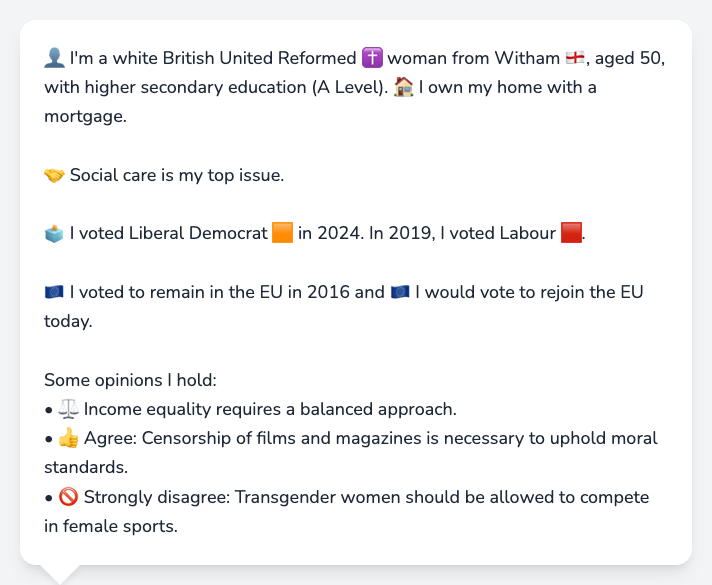 👤 I'm a white British United Reformed ✝️ woman from Witham 🏴󠁧󠁢󠁥󠁮󠁧󠁿, aged 50,
with higher secondary education (A Level). 🏠 I own my home with a
mortgage.
🤝 Social care is my top issue.
🗳️ I voted Liberal Democrat 🟧 in 2024. In 2019, I voted Labour 🟥.
🇪🇺 I voted to remain in the EU in 2016 and 🇪🇺 I would vote to rejoin the EU
today.
Some opinions I hold:
• ⚖️ Income equality requires a balanced approach.
• 👍 Agree: Censorship of films and magazines is necessary to uphold moral
standards.
• 🚫 Strongly disagree: Transgender women should be allowed to compete
in female sports.